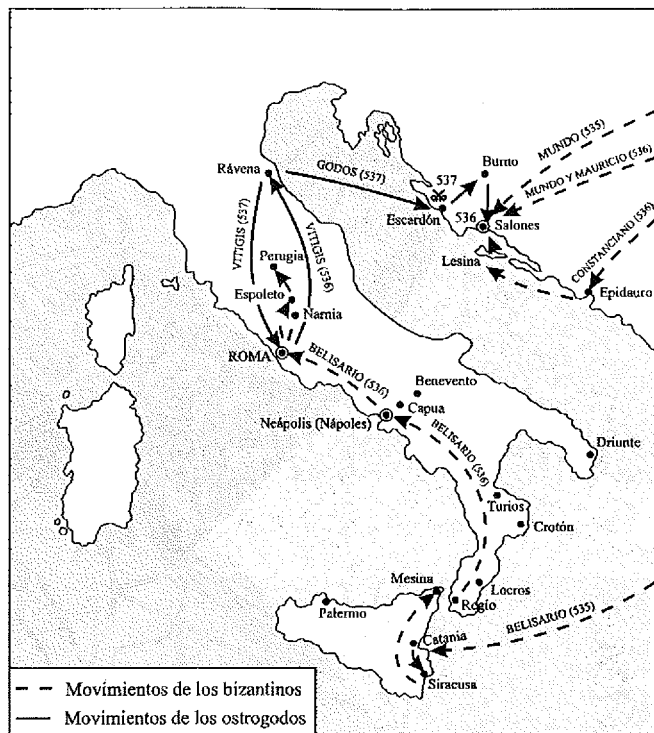 MUNDO (535)
Burno
537
MUNDO Y MAURICIO (536)
Rávena
GODOS (537)
Escardón
536
Salones
VITIGIS (537)
VITIGIS (536)
CONSTANCIANO (536)
Perugia
Lesina
Espoleto
Epidauro
Narnia
ROMA
BELISARIO (536)
Benevento
Capua
Neápolis (Nápoles)
BELISARIO (536)
Driunte
Turios
Crotón
Mesina
Locros
Regio
Palermo
BELISARIO (535)
Catania
Siracusa
Movimientos de los bizantinos
Movimientos de los ostrogodos